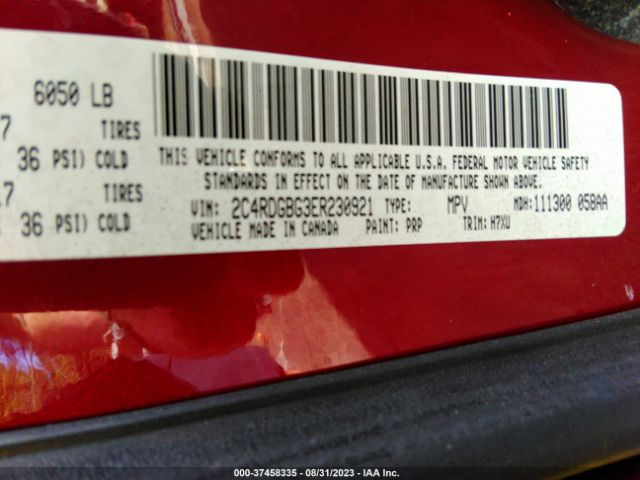 6050 LB
7 TIRES
36 PSI) COLD
17 TIRES
36 PSI) COLD
THIS VEHICLE CONFORMS TO ALL APPLICABLE U.S.A. FEDERAL MOTOR VEHICLE SAFETY
STANDARDS IN EFFECT ON THE DATE OF MANUFACTURE SHOWN ABOVE.
VIN: 2C4RDGBG3ER230921 TYPE: MPV MDH: 111300 058AA
VEHICLE MADE IN CANADA PAINT: PRP TRIM: H7XU
000-37458335 - 08/31/2023 - IAA Inc.